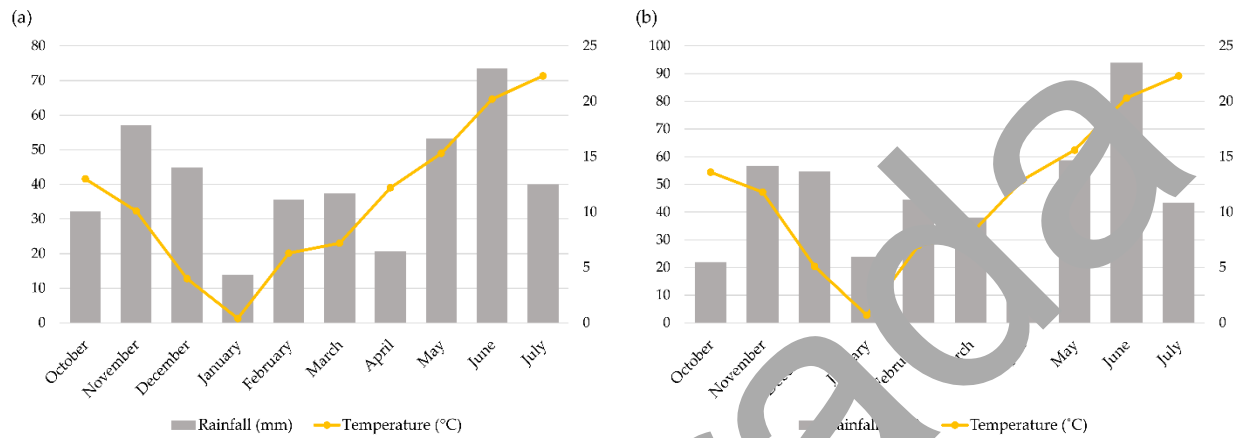 (a)
80
70
60
50
40
30
20
10
0
25
20
15
10
5
0
October
November
December
January
February
March
April
May
June
July
Rainfall (mm)
Temperature (°C)
(b)
100
90
80
70
60
50
40
30
20
10
0
25
20
15
10
5
0
October
November
May
June
July
Temperature (°C)